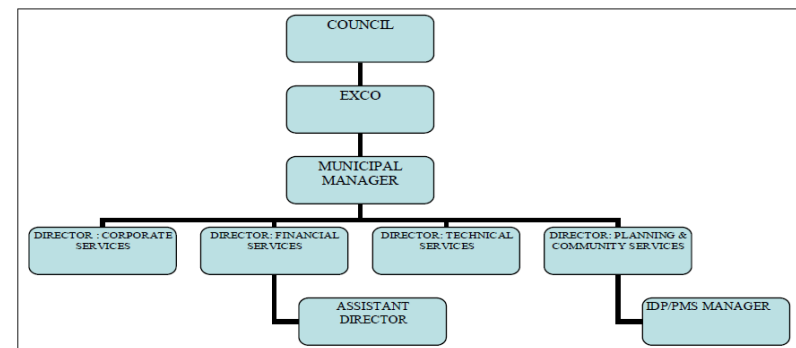 COUNCIL
EXCO
MUNICIPAL
MANAGER
DIRECTOR : CORPORATE
SERVICES
DIRECTOR: FINANCIAL
SERVICES
DIRECTOR: TECHNICAL
SERVICES
DIRECTOR: PLANNING &
COMMUNITY SERVICES
ASSISTANT
DIRECTOR
IDP/PMS MANAGER